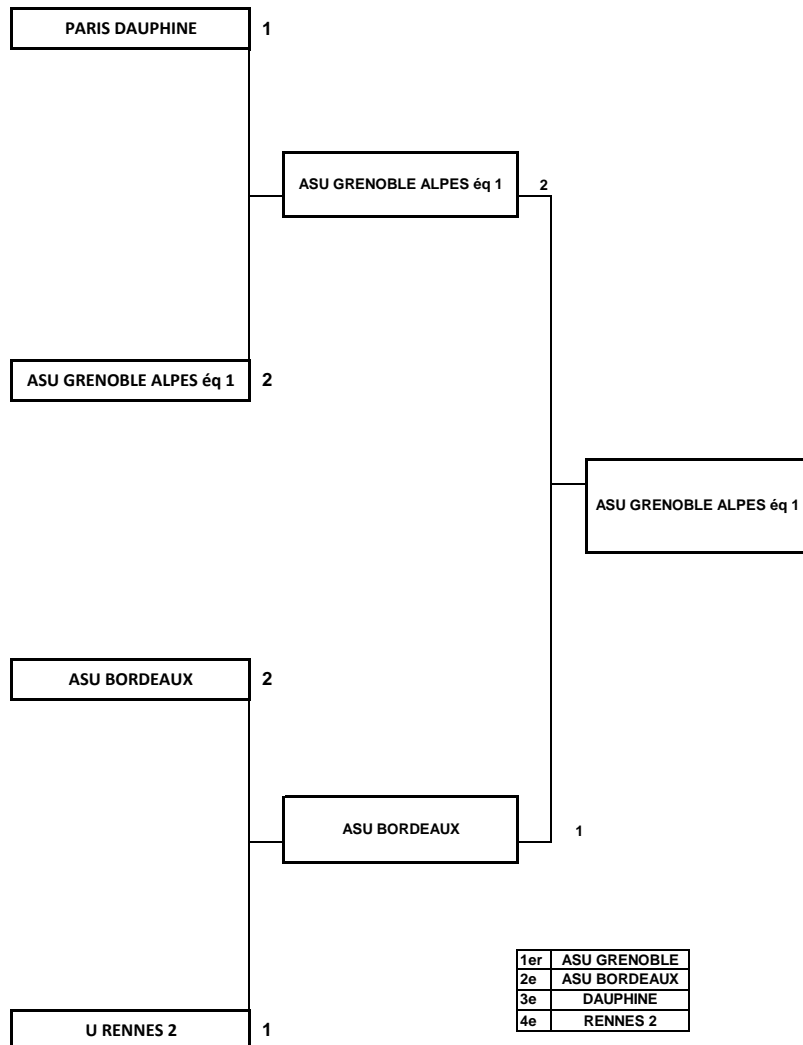 PARIS DAUPHINE 1
ASU GRENOBLE ALPES éq 1 2
ASU GRENOBLE ALPES éq 1 2
ASU GRENOBLE ALPES éq 1
ASU BORDEAUX 2
ASU BORDEAUX 1
1er ASU GRENOBLE
2e ASU BORDEAUX
3e DAUPHINE
4e RENNES 2
U RENNES 2 1